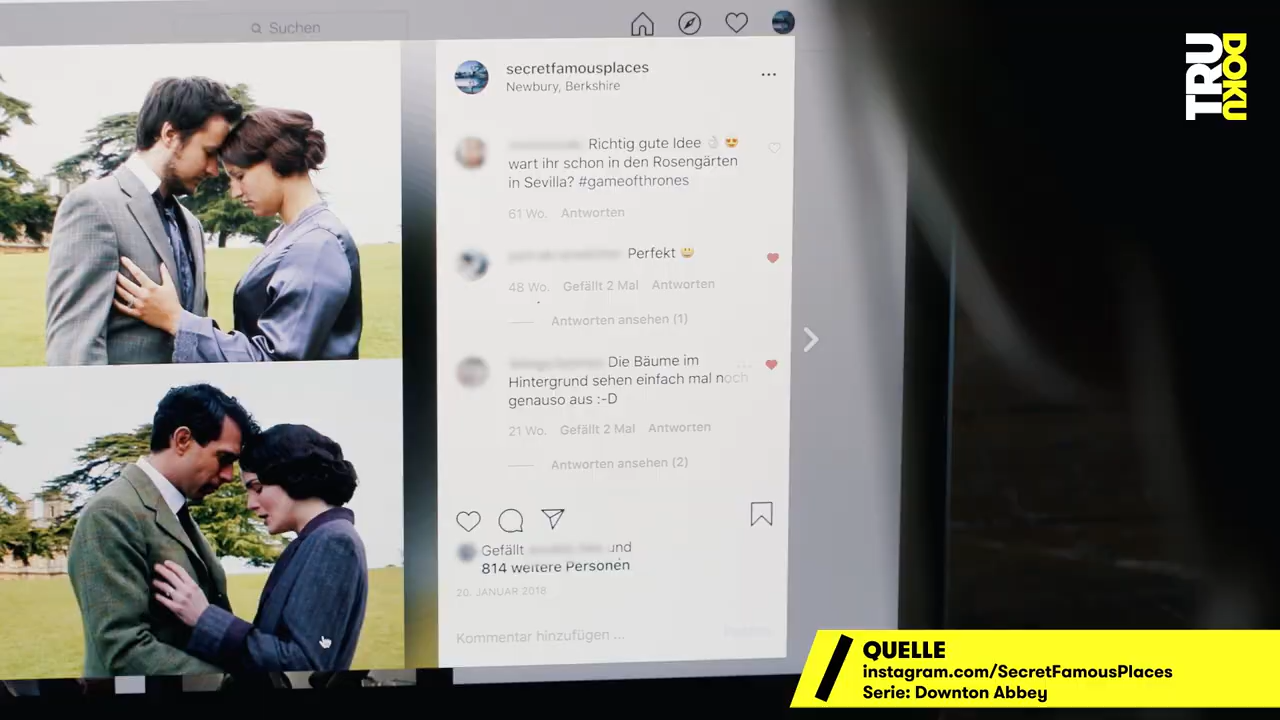 Suchen
TRU
DOKU
secretfamousplaces
Newbury, Berkshire
Richtig gute Idee 👌🏻 😍
wart ihr schon in den Rosengärten
in Sevilla? #gameofthrones
61 Wo. Antworten
Perfekt 😀
48 Wo. Gefällt 2 Mal Antworten
Antworten ansehen (1)
Die Bäume im
Hintergrund sehen einfach mal noch
genauso aus :-D
21 Wo. Gefällt 2 Mal Antworten
Antworten ansehen (2)
Gefällt und
814 weitere Personen
20. JANUAR 2018
Kommentar hinzufügen ...
QUELLE
instagram.com/SecretFamousPlaces
Serie: Downton Abbey